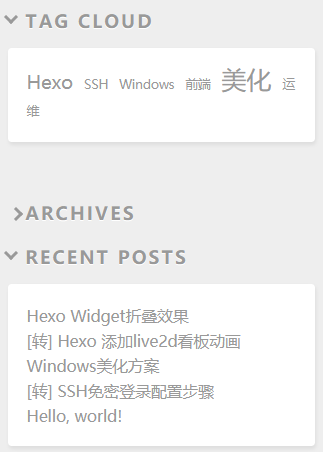 TAG CLOUD
Hexo SSH Windows 前端 美化 运
维
ARCHIVES
RECENT POSTS
Hexo Widget折叠效果
[转] Hexo 添加live2d看板动画
Windows美化方案
[转] SSH免密登录配置步骤
Hello, world!